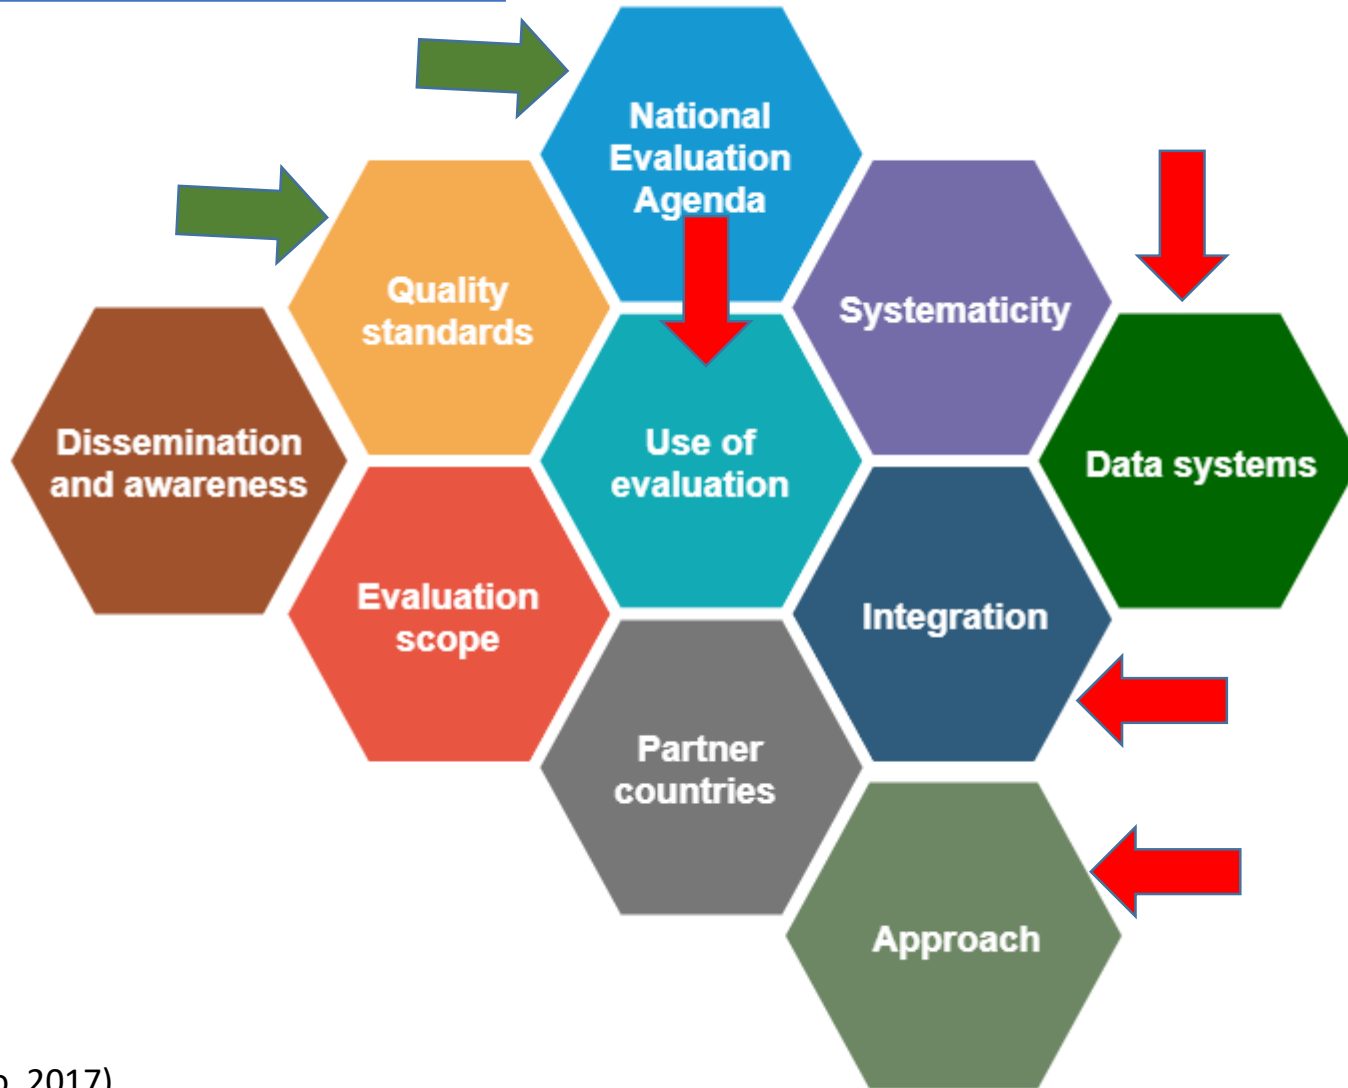 National
Evaluation
Agenda
Quality
standards
Systematicity
Dissemination
and awareness
Use of
evaluation
Data systems
Evaluation
scope
Integration
Partner
countries
Approach
2017)